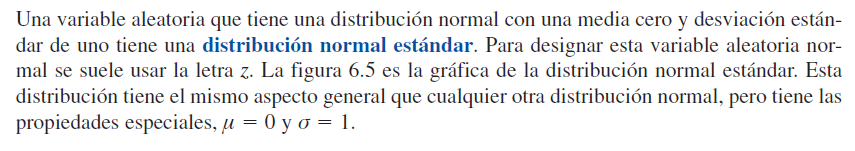 Una variable aleatoria que tiene una distribución normal con una media cero y desviación están-
dar de uno tiene una distribución normal estándar. Para designar esta variable aleatoria nor-
mal se suele usar la letra z. La figura 6.5 es la gráfica de la distribución normal estándar. Esta
distribución tiene el mismo aspecto general que cualquier otra distribución normal, pero tiene las
propiedades especiales, μ = 0 y σ = 1.